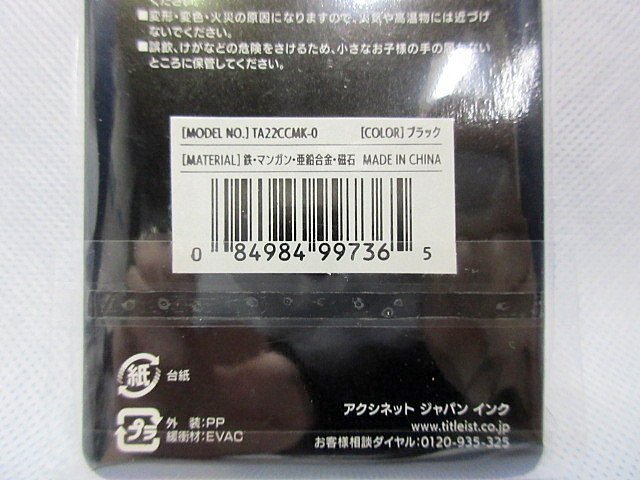 ください。
■変形・変色・火災の原因になりますので、火気や高温物には近づけ
ないでください。
■誤飲、けがなどの危険をさけるため、小さなお子様の手の届かない
ところに保管してください。
[MODEL NO.] TA22CCMK-0 [COLOR] ブラック
[MATERIAL] 鉄・マンガン・亜鉛合金・磁石 MADE IN CHINA
0 84984 99736 5
紙 台紙
プラ 外 装:PP
緩衝材:EVAC
アクシネット ジャパン インク
www.titleist.co.jp
お客様相談ダイヤル:0120-935-325